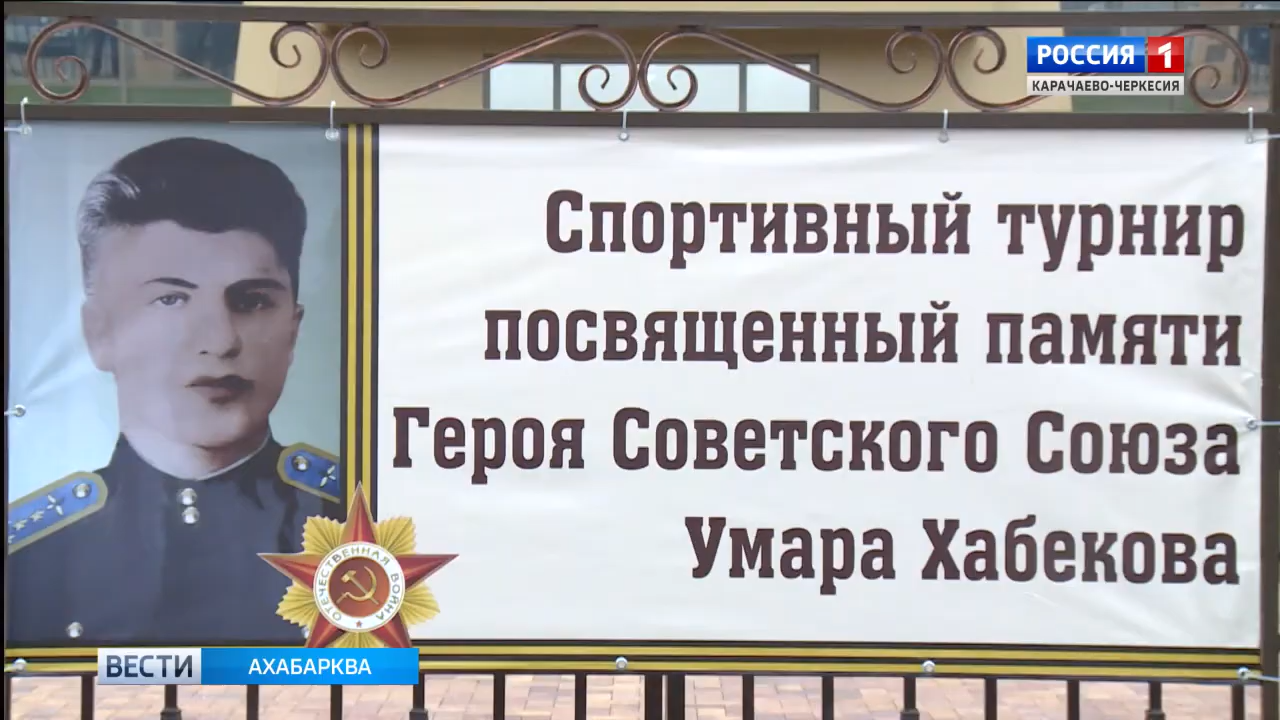 РОССИЯ 1
КАРАЧАЕВО-ЧЕРКЕСИЯ
Спортивный турнир
посвященный памяти
Героя Советского Союза
Умара Хабекова
ОТЕЧЕСТВЕННАЯ ВОЙНА
ВЕСТИ АХАБАРКВА